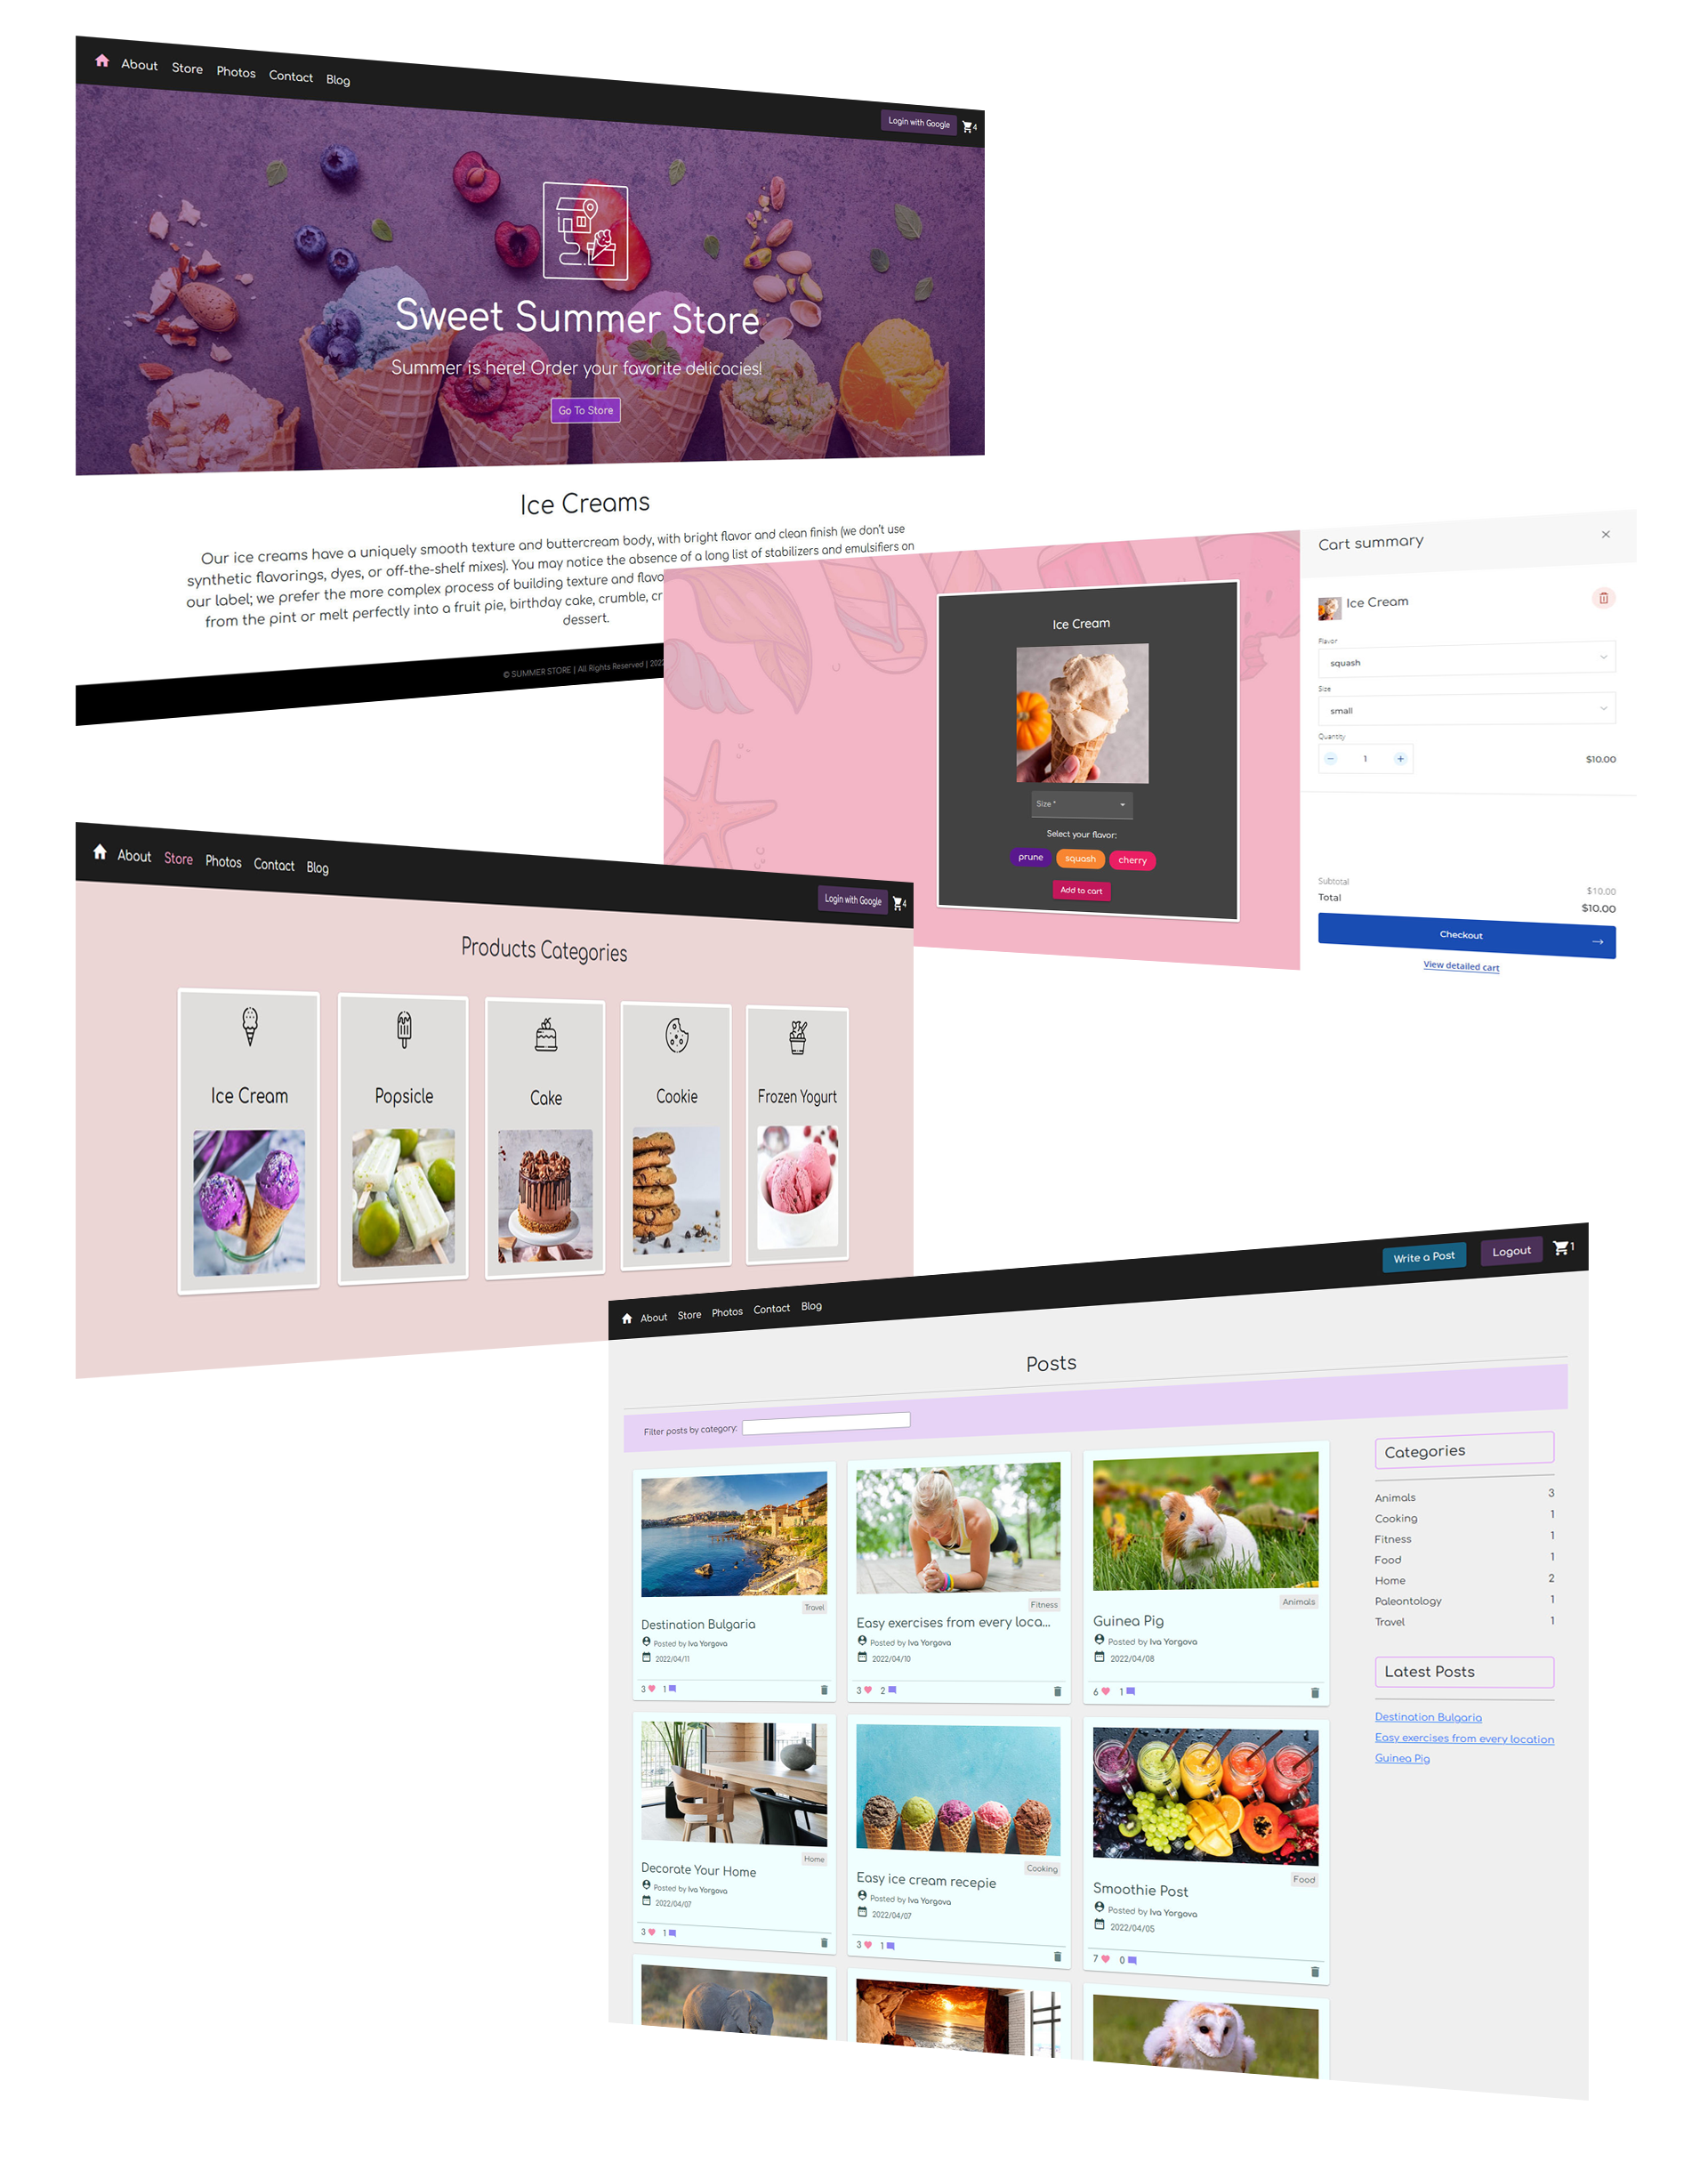 About Store Photos Contact Blog
Login with Google 4
Sweet Summer Store
Summer is here! Order your favorite delicacies!
Go To Store
Ice Creams
Our ice creams have a uniquely smooth texture and buttercream body, with bright flavor and clean finish (we don't use
synthetic flavorings, dyes, or off-the-shelf mixes). You may notice the absence of a long list of stabilizers and emulsifiers on
our label; we prefer the more complex process of building texture and flavo
from the pint or melt perfectly into a fruit pie, birthday cake, crumble, cr
dessert.
© SUMMER STORE | All Rights Reserved | 2022
Ice Cream
Size *
Select your flavor:
prune squash cherry
Add to cart
Cart summary
Ice Cream
Flavor
squash
Size
small
Quantity
− 1 + $10.00
Subtotal $10.00
Total $10.00
Checkout
View detailed cart
About Store Photos Contact Blog
Login with Google 4
Products Categories
Ice Cream
Popsicle
Cake
Cookie
Frozen Yogurt
About Store Photos Contact Blog
Write a Post Logout 1
Posts
Filter posts by category:
Travel
Destination Bulgaria
Posted by Iva Yorgova
2022/04/11
3 1
Fitness
Easy exercises from every loca...
Posted by Iva Yorgova
2022/04/10
3 2
Animals
Guinea Pig
Posted by Iva Yorgova
2022/04/08
6 1
Home
Decorate Your Home
Posted by Iva Yorgova
2022/04/07
3 1
Cooking
Easy ice cream recepie
Posted by Iva Yorgova
2022/04/07
3 1
Food
Smoothie Post
Posted by Iva Yorgova
2022/04/05
7 0
Categories
Animals 3
Cooking 1
Fitness 1
Food 1
Home 2
Paleontology 1
Travel 1
Latest Posts
Destination Bulgaria
Easy exercises from every location
Guinea Pig